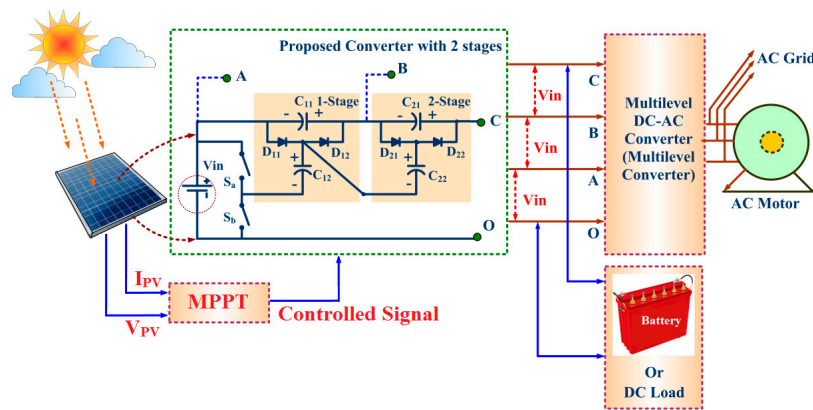 Proposed Converter with 2 stages
A
B
C11 1-Stage
C21 2-Stage
- +
- +
C
D11
D12
D21
D22
Vin
+
-
Sa
Sb
+
-
C12
+
-
C22
O
IPV
VPV
MPPT
Controlled Signal
C
Vin
B
Vin
A
Vin
O
Multilevel
DC-AC
Converter
(Multilevel
Converter)
AC Grid
AC Motor
Battery
Or
DC Load